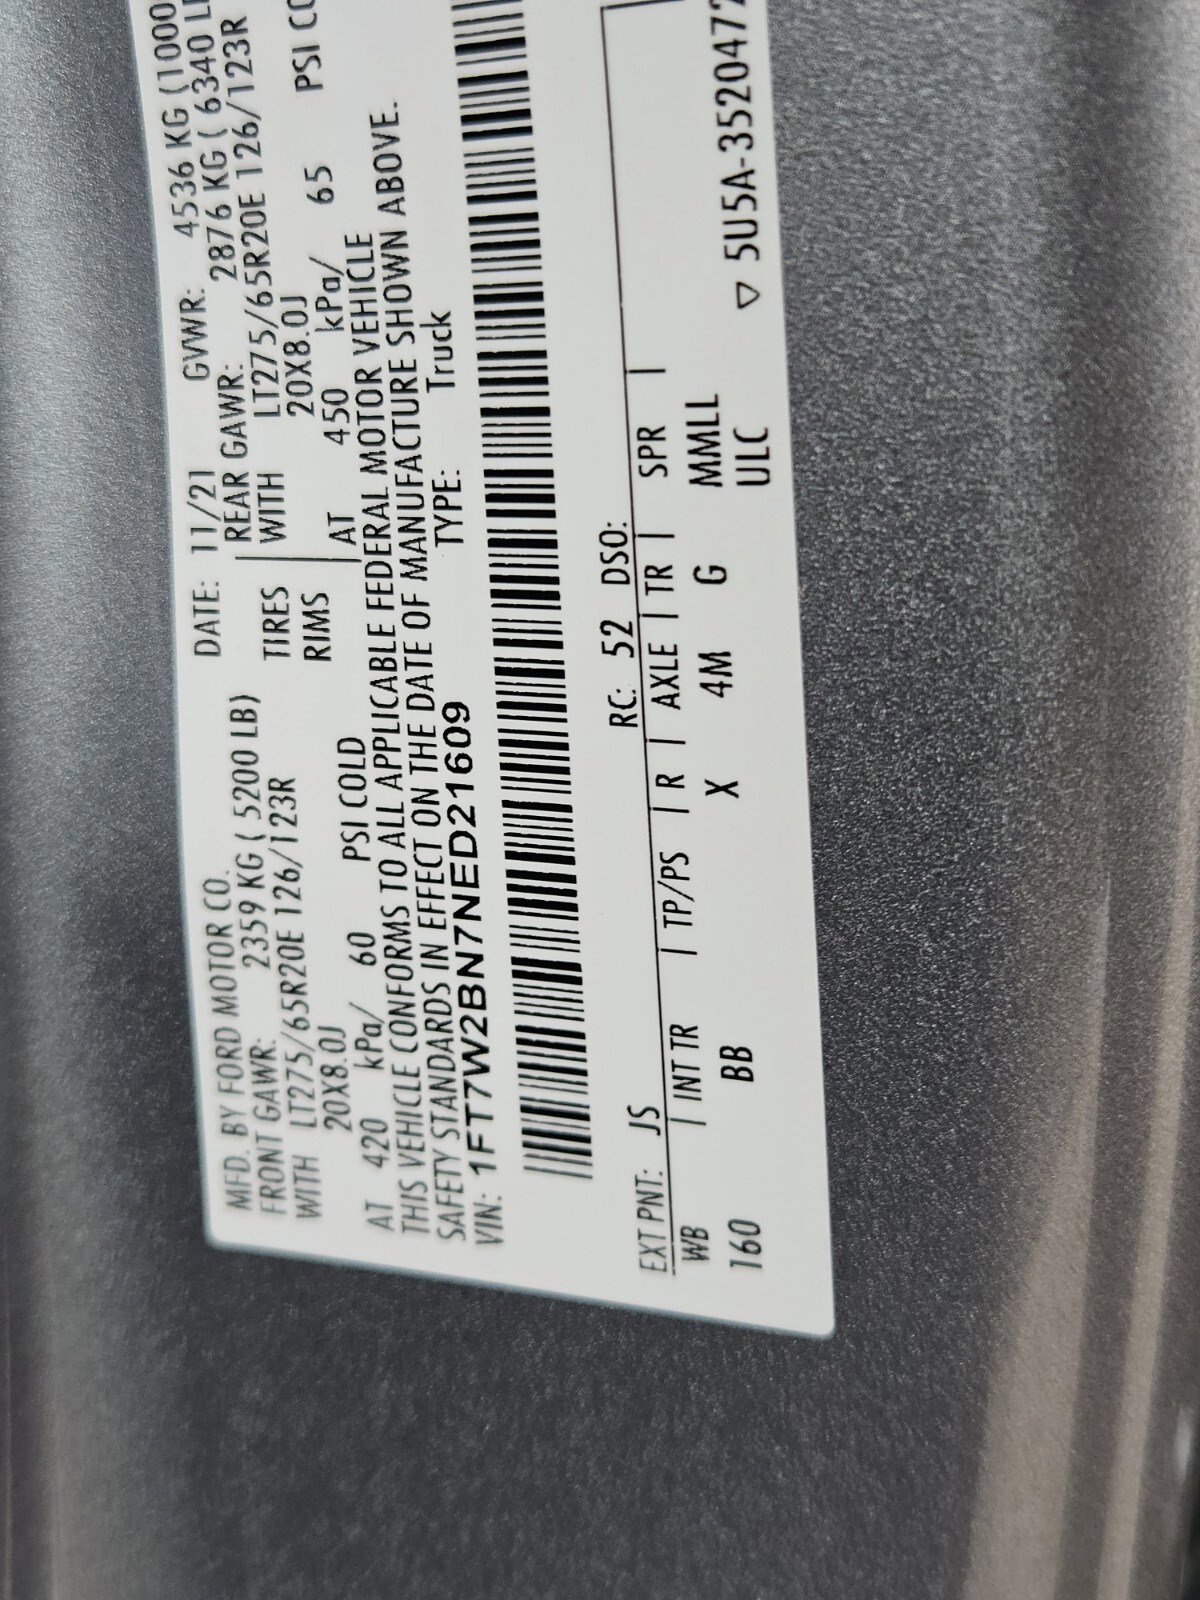 MFD. BY FORD MOTOR CO.
DATE: 11/21 GVWR: 4536 KG (1000
FRONT GAWR: 2359 KG ( 5200 LB)
REAR GAWR: 2876 KG ( 6340 L
WITH LT275/65R20E 126/123R
TIRES WITH LT275/65R20E 126/123R
20X8.0J
RIMS 20X8.0J
AT 420 kPa/ 60 PSI COLD
AT 450 kPa/ 65 PSI CO
THIS VEHICLE CONFORMS TO ALL APPLICABLE FEDERAL MOTOR VEHICLE
SAFETY STANDARDS IN EFFECT ON THE DATE OF MANUFACTURE SHOWN ABOVE.
VIN: 1FT7W2BN7NED21609 TYPE: Truck
EXT PNT: JS RC: 52 DSO:
WB | INT TR | TP/PS | R | AXLE | TR | SPR |
160 BB X 4M G MMLL
ULC ▽ 5U5A-3520472